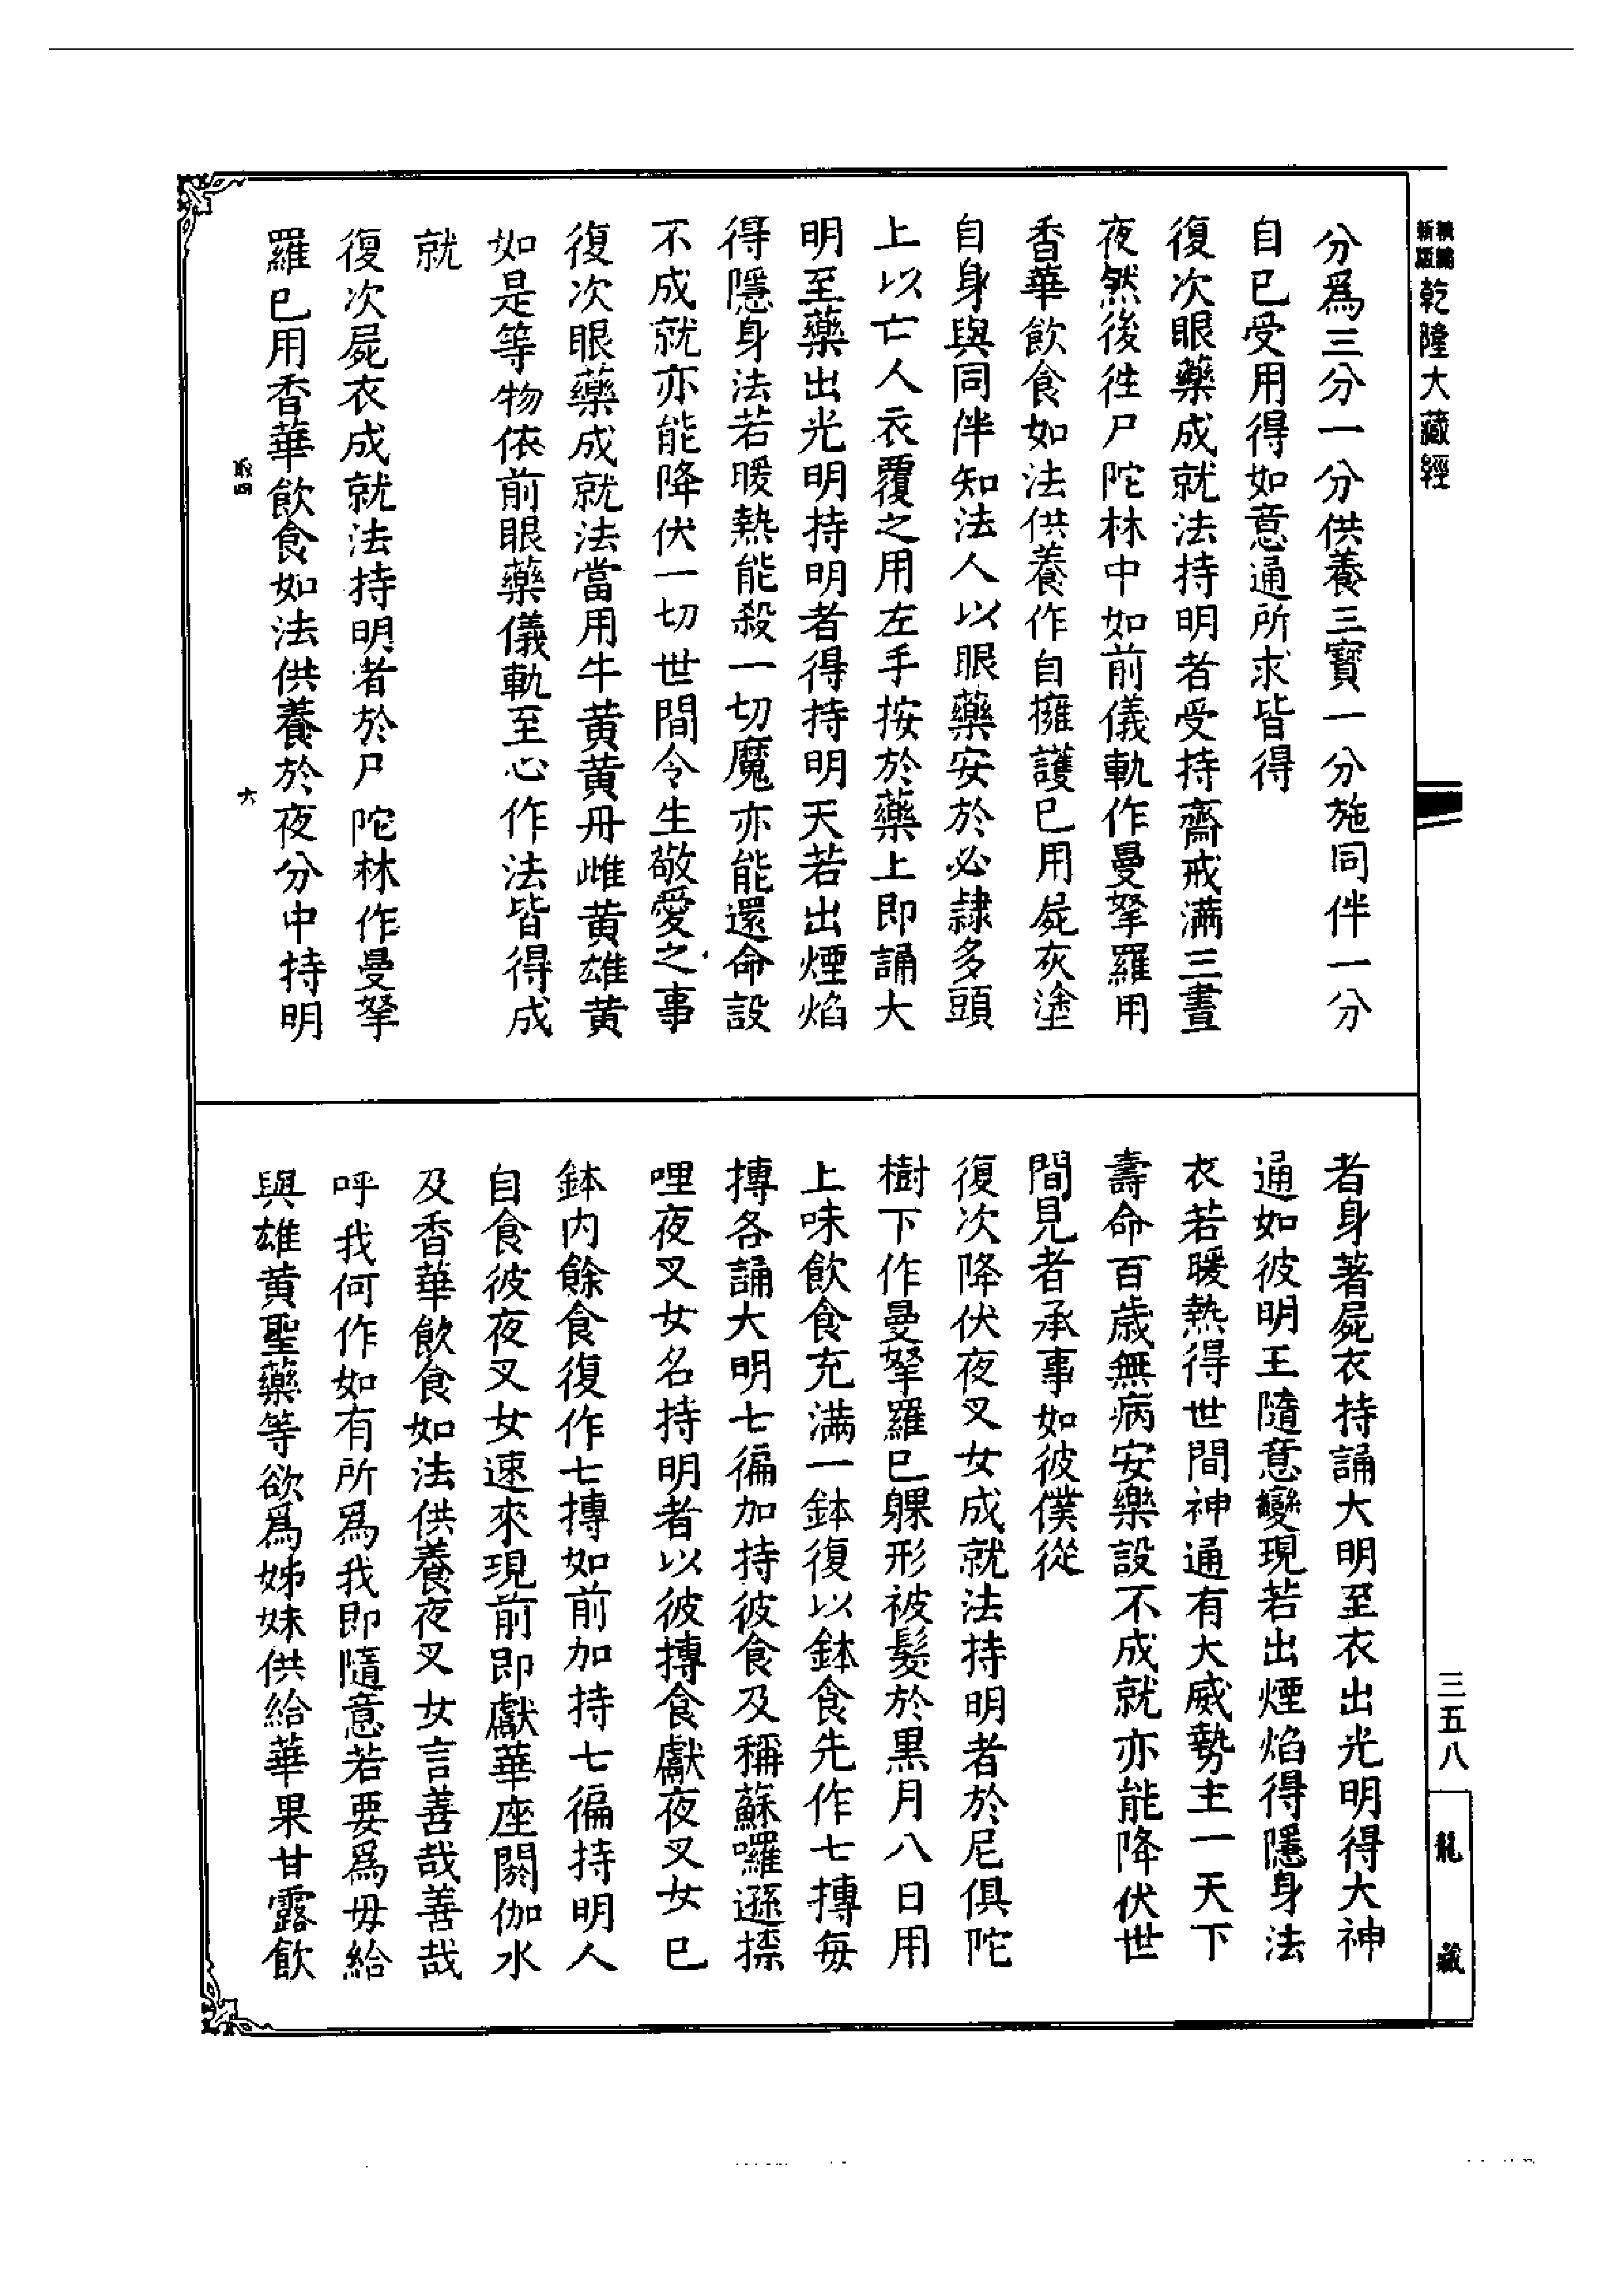 乾隆大藏經
分爲三分一分供養三寶一分施同伴一分
自已受用得如意通所求皆得
復次眼藥成就法持明者受持齋戒滿三晝
夜然後徃尸陀林中如前儀軌作曼拏羅用
香華飲食如法供養作自擁護已用屍灰塗
自身與同伴知法人以眼藥安於必隷多頭
上以亡人衣覆之用左手按於藥上即誦大
明至藥出光明持明者得持明天若出煙焰
得隱身法若暖熱能殺一切魔亦能還命設
不成就亦能降伏一切世間令生敬愛之事
復次眼藥成就法當用牛黄黄丹雌黄雄黄
如是等物依前眼藥儀軌至心作法皆得成
就
復次屍衣成就法持明者於尸陀林作曼拏
羅已用香華飲食如法供養於夜分中持明
六
者身著屍衣持誦大明至衣出光明得大神
通如彼明王隨意變現若出煙焰得隱身法
衣若暖熱得世間神通有大威勢主一天下
壽命百歲無病安樂設不成就亦能降伏世
間見者承事如彼僕從
復次降伏夜叉女成就法持明者於尼俱陀
樹下作曼拏羅已躶形被髮於黑月八日用
上味飲食充滿一鉢復以鉢食先作七摶每
摶各誦大明七徧加持彼食及稱蘇囉遜捺
哩夜叉女名持明者以彼摶食獻夜叉女已
鉢内餘食復作七摶如前加持七徧持明人
自食彼夜叉女速來現前即獻華座閼伽水
及香華飲食如法供養夜叉女言善哉善哉
呼我何作如有所爲我即隨意若要爲毋給
與雄黄聖藥等欲爲姊妹供給華果甘露飲
三五八
龍藏